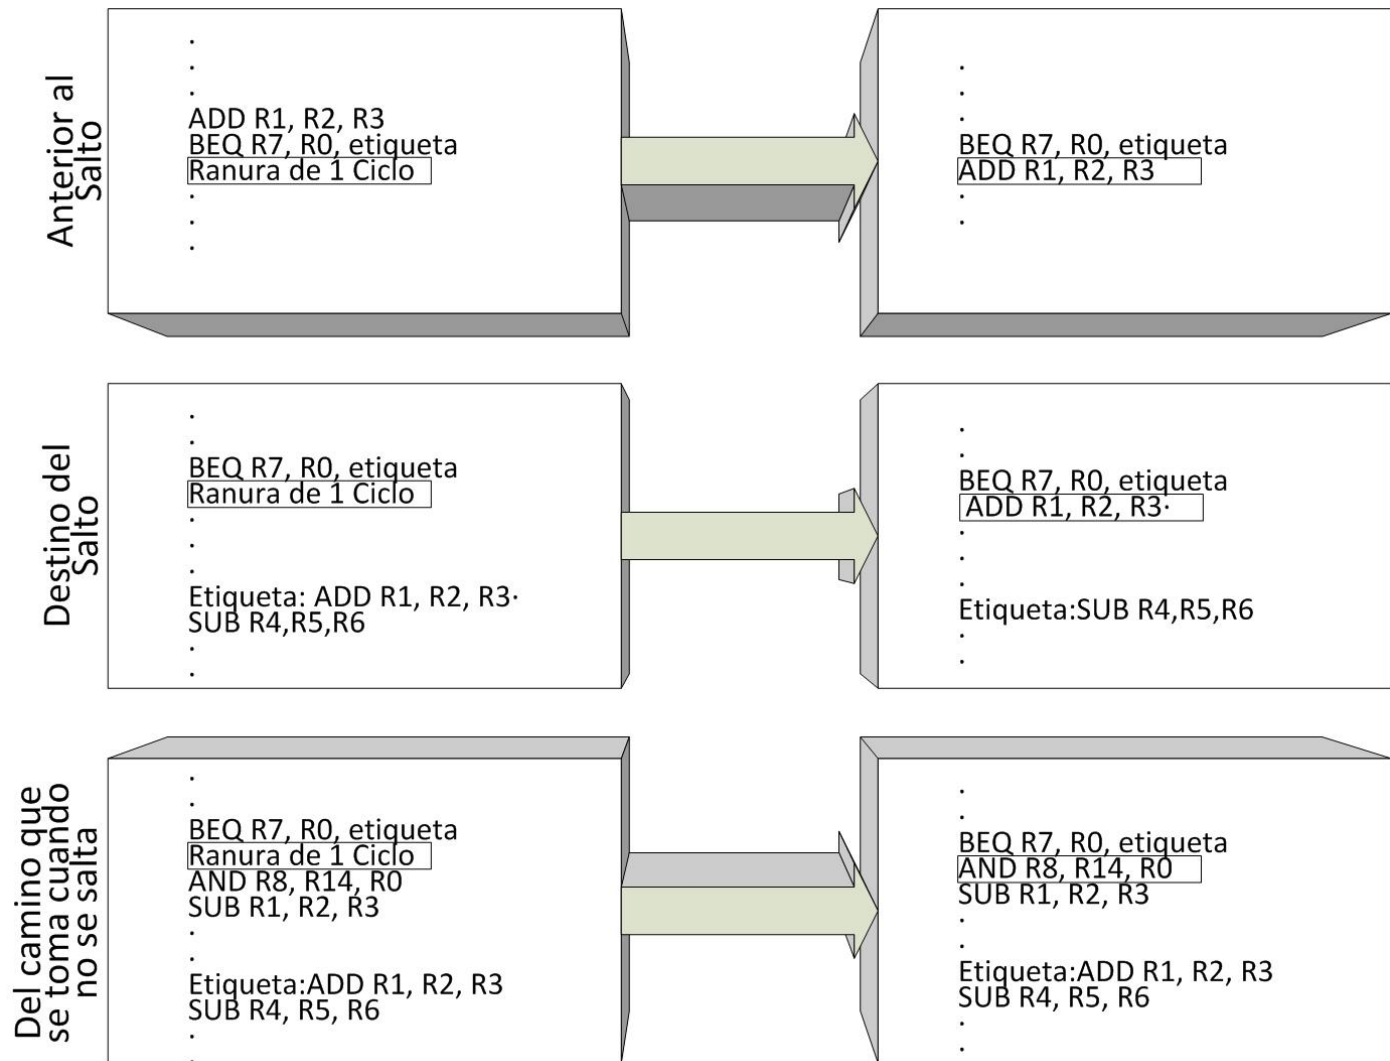 Anterior al
Salto
.
.
.
ADD R1, R2, R3
BEQ R7, R0, etiqueta
Ranura de 1 Ciclo
.
.
.
.
.
.
BEQ R7, R0, etiqueta
ADD R1, R2, R3
.
.
Destino del
Salto
.
.
BEQ R7, R0, etiqueta
Ranura de 1 Ciclo
.
.
.
Etiqueta: ADD R1, R2, R3·
SUB R4,R5,R6
.
.
.
.
BEQ R7, R0, etiqueta
ADD R1, R2, R3·
.
.
.
Etiqueta:SUB R4,R5,R6
.
.
Del camino que
se toma cuando
no se salta
.
.
BEQ R7, R0, etiqueta
Ranura de 1 Ciclo
AND R8, R14, R0
SUB R1, R2, R3
.
.
Etiqueta:ADD R1, R2, R3
SUB R4, R5, R6
.
.
.
.
BEQ R7, R0, etiqueta
AND R8, R14, R0
SUB R1, R2, R3
.
.
Etiqueta:ADD R1, R2, R3
SUB R4, R5, R6
.
.